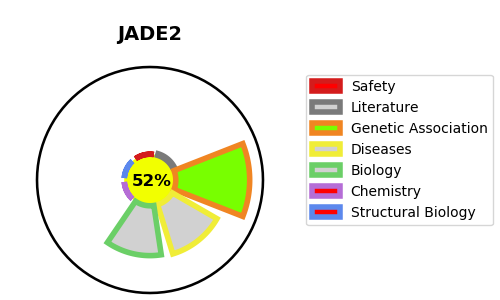 JADE2
52%
Safety
Literature
Genetic Association
Diseases
Biology
Chemistry
Structural Biology